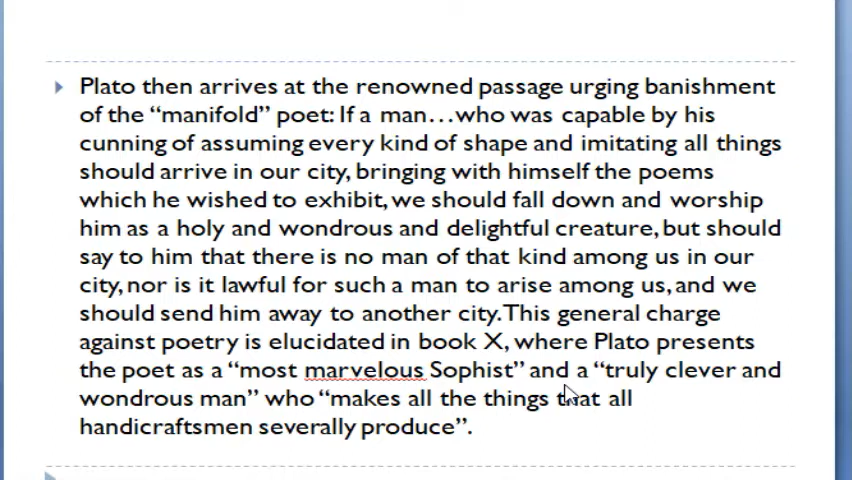 Plato then arrives at the renowned passage urging banishment
of the “manifold” poet: If a man…who was capable by his
cunning of assuming every kind of shape and imitating all things
should arrive in our city, bringing with himself the poems
which he wished to exhibit, we should fall down and worship
him as a holy and wondrous and delightful creature, but should
say to him that there is no man of that kind among us in our
city, nor is it lawful for such a man to arise among us, and we
should send him away to another city. This general charge
against poetry is elucidated in book X, where Plato presents
the poet as a “most marvelous Sophist” and a “truly clever and
wondrous man” who “makes all the things that all
handicraftsmen severally produce”.